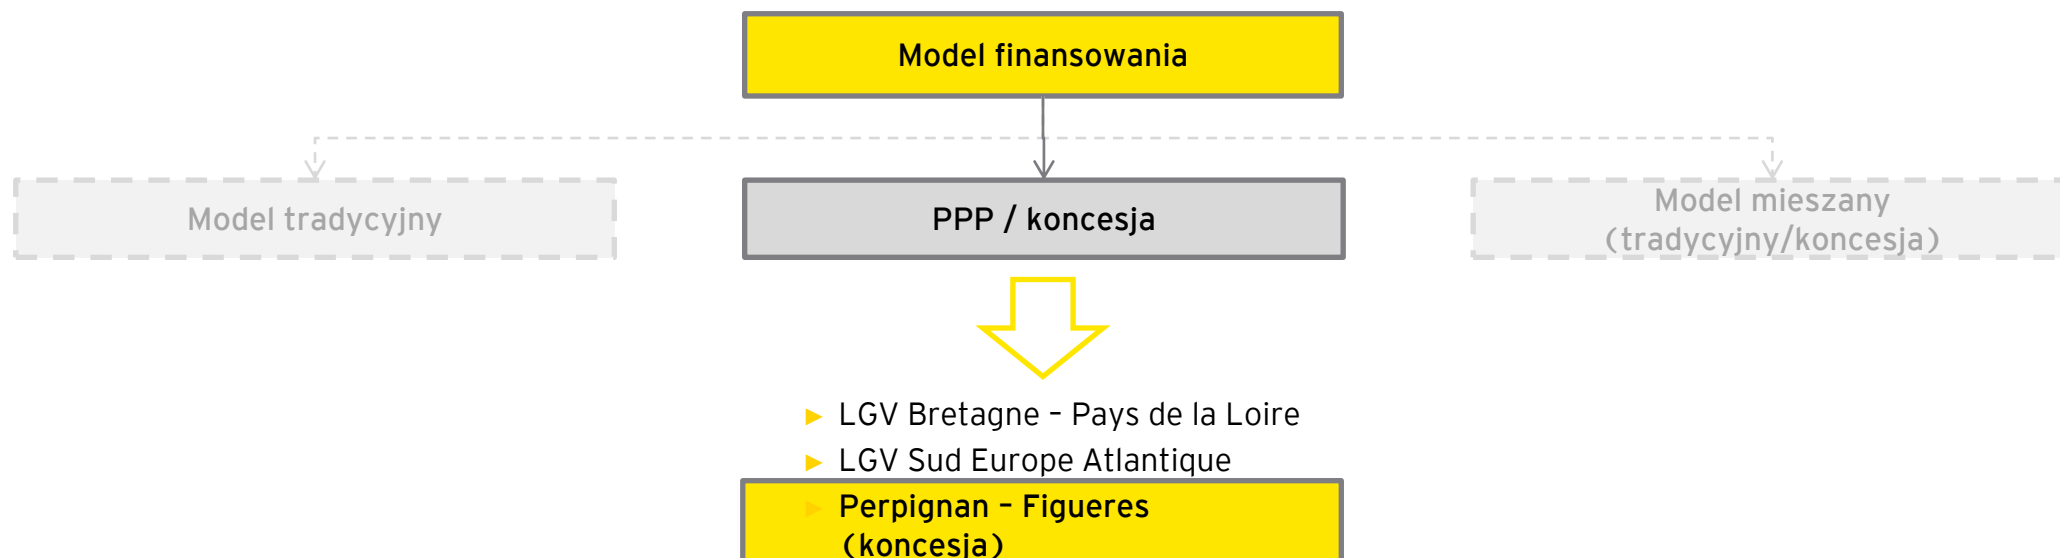 Model finansowania
Model tradycyjny
PPP / koncesja
Model mieszany
(tradycyjny/koncesja)
► LGV Bretagne – Pays de la Loire
► LGV Sud Europe Atlantique
► Perpignan – Figueres
(koncesja)